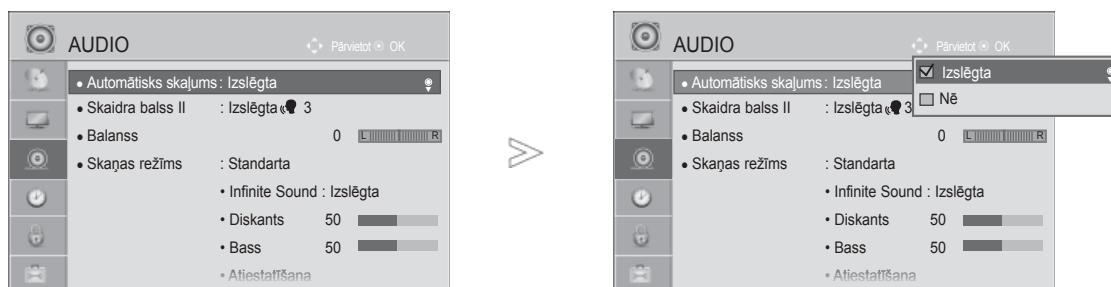 AUDIO
Pārvietot OK
• Automātisks skaļums : Izslēgta
• Skaidra balss II : Izslēgta 3
• Balanss 0 L R
• Skaņas režīms : Standarta
• Infinite Sound : Izslēgta
• Diskants 50
• Bass 50
• Atiestatīšana
AUDIO
Pārvietot OK
• Automātisks skaļums : Izslēgta
Izslēgta
Nē
• Skaidra balss II : Izslēgta 3
• Balanss 0 L R
• Skaņas režīms : Standarta
• Infinite Sound : Izslēgta
• Diskants 50
• Bass 50
• Atiestatīšana